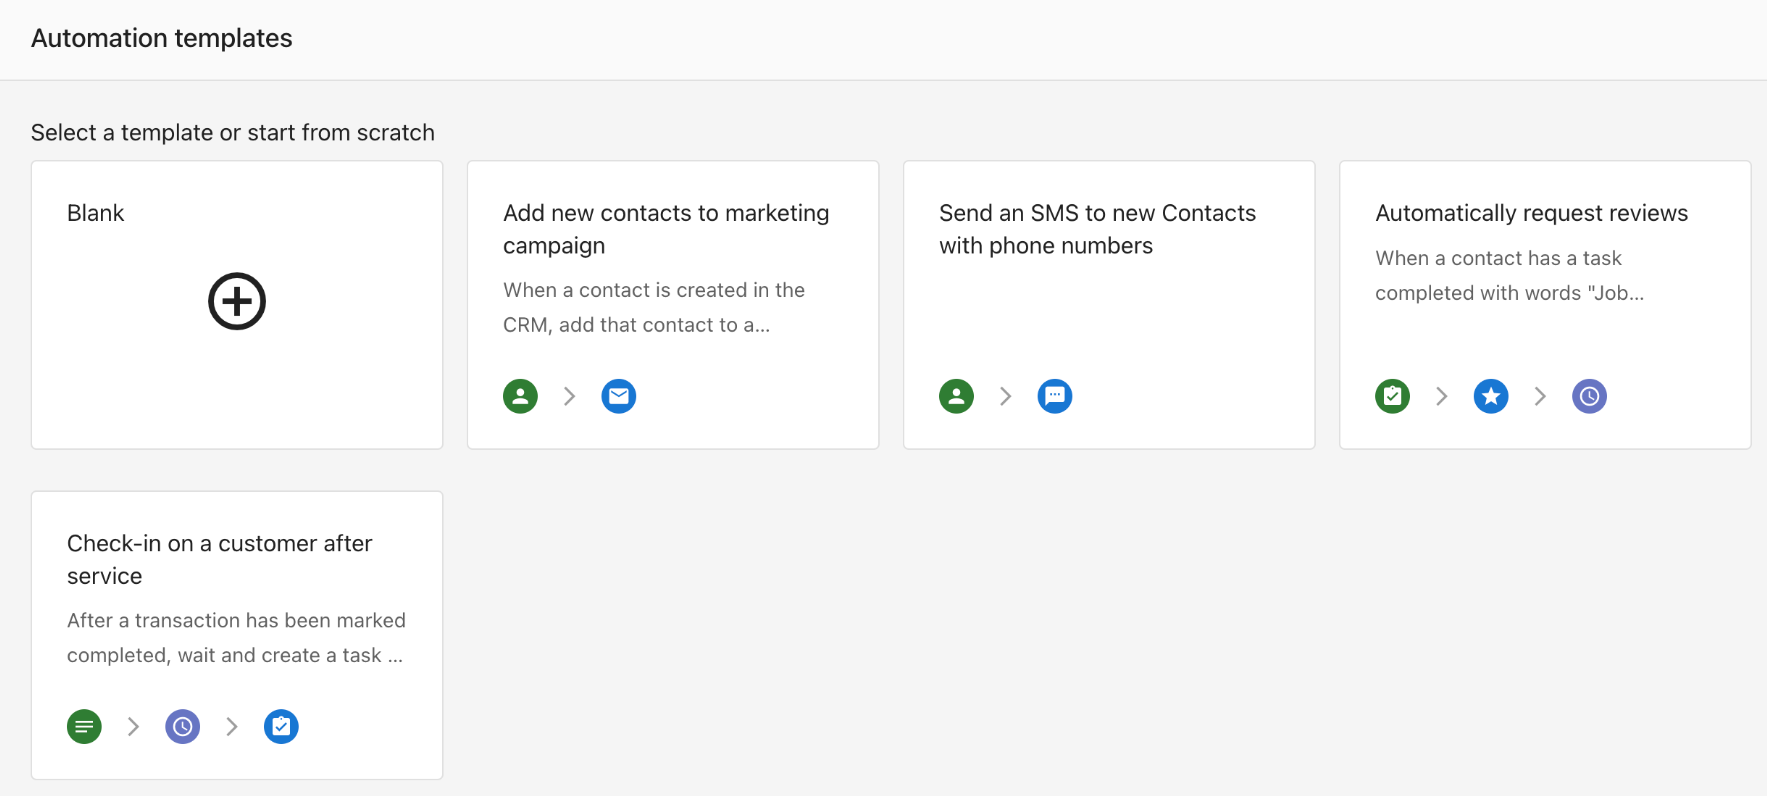 Automation templates
Select a template or start from scratch
Blank
Add new contacts to marketing
campaign
When a contact is created in the
CRM, add that contact to a...
Send an SMS to new Contacts
with phone numbers
Automatically request reviews
When a contact has a task
completed with words "Job...
Check-in on a customer after
service
After a transaction has been marked
completed, wait and create a task ...